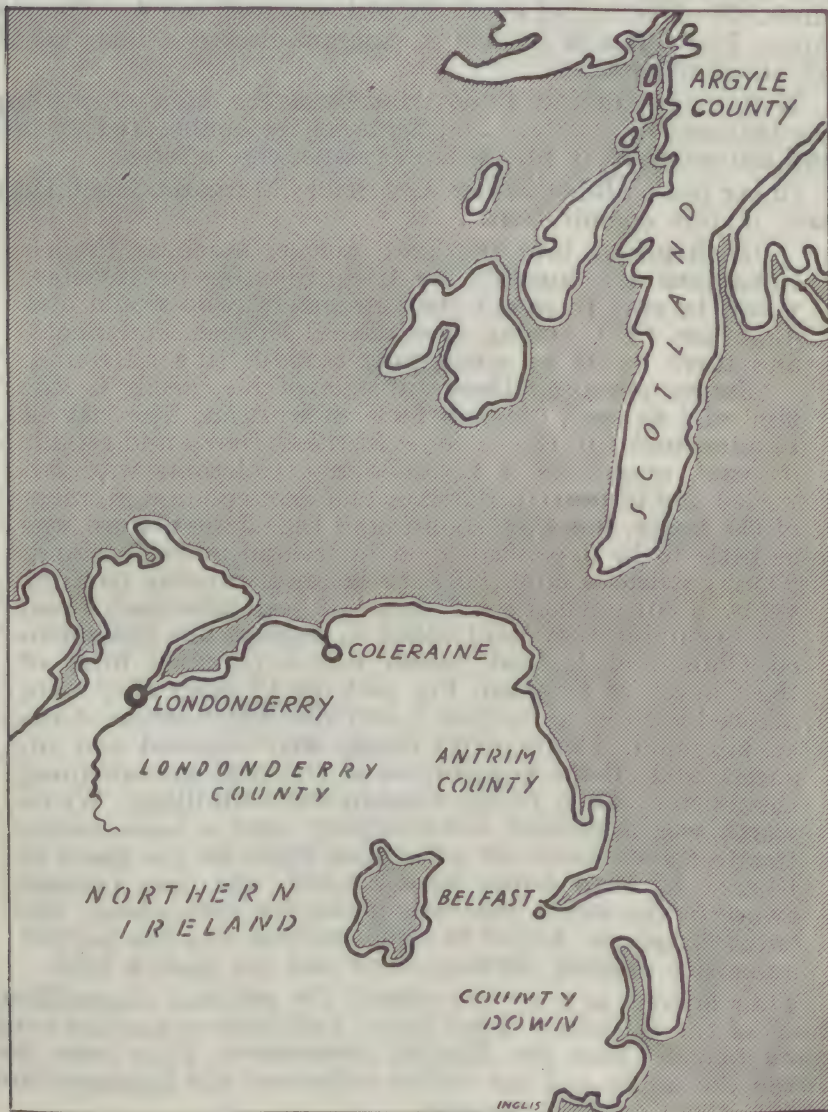 ARGYLE
COUNTY
SCOTLAND
COLERAINE
LONDONDERRY
LONDONDERRY
COUNTY
ANTRIM
COUNTY
NORTHERN
IRELAND
BELFAST
COUNTY
DOWN
INGLIS